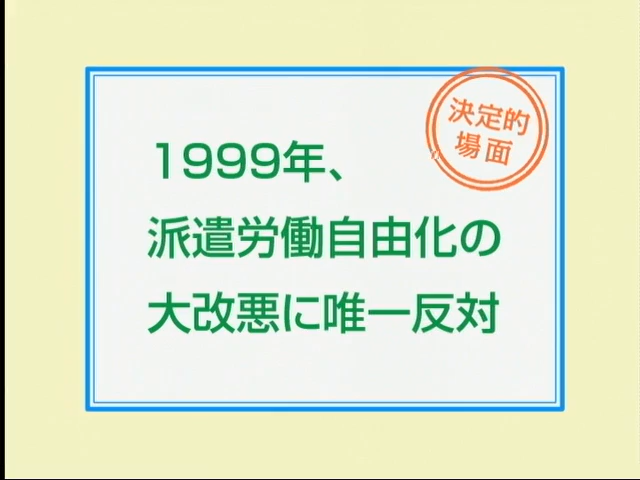 決定的
場面
1999年、
派遣労働自由化の
大改悪に唯一反対